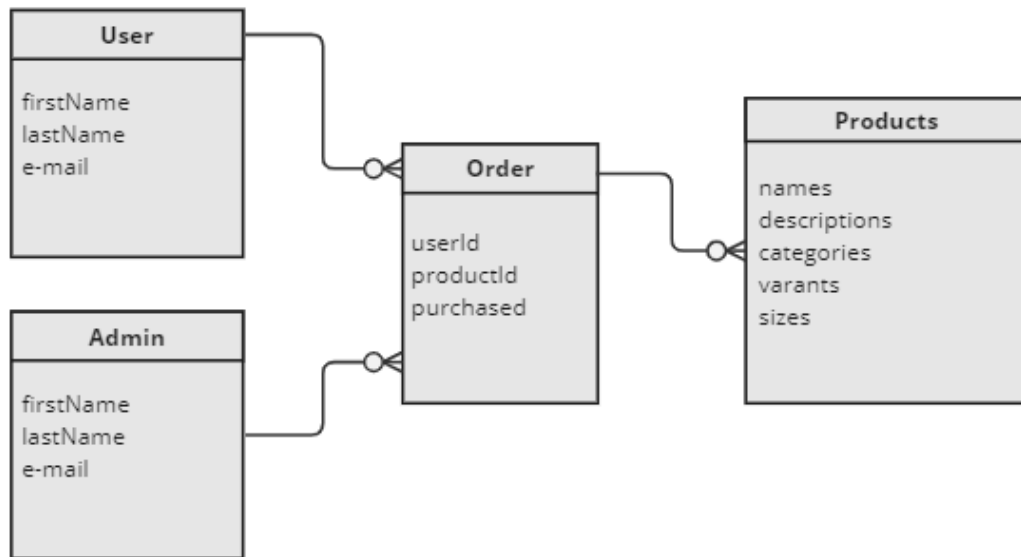 User
firstName
lastName
e-mail
Admin
firstName
lastName
e-mail
Order
userId
productId
purchased
Products
names
descriptions
categories
varants
sizes